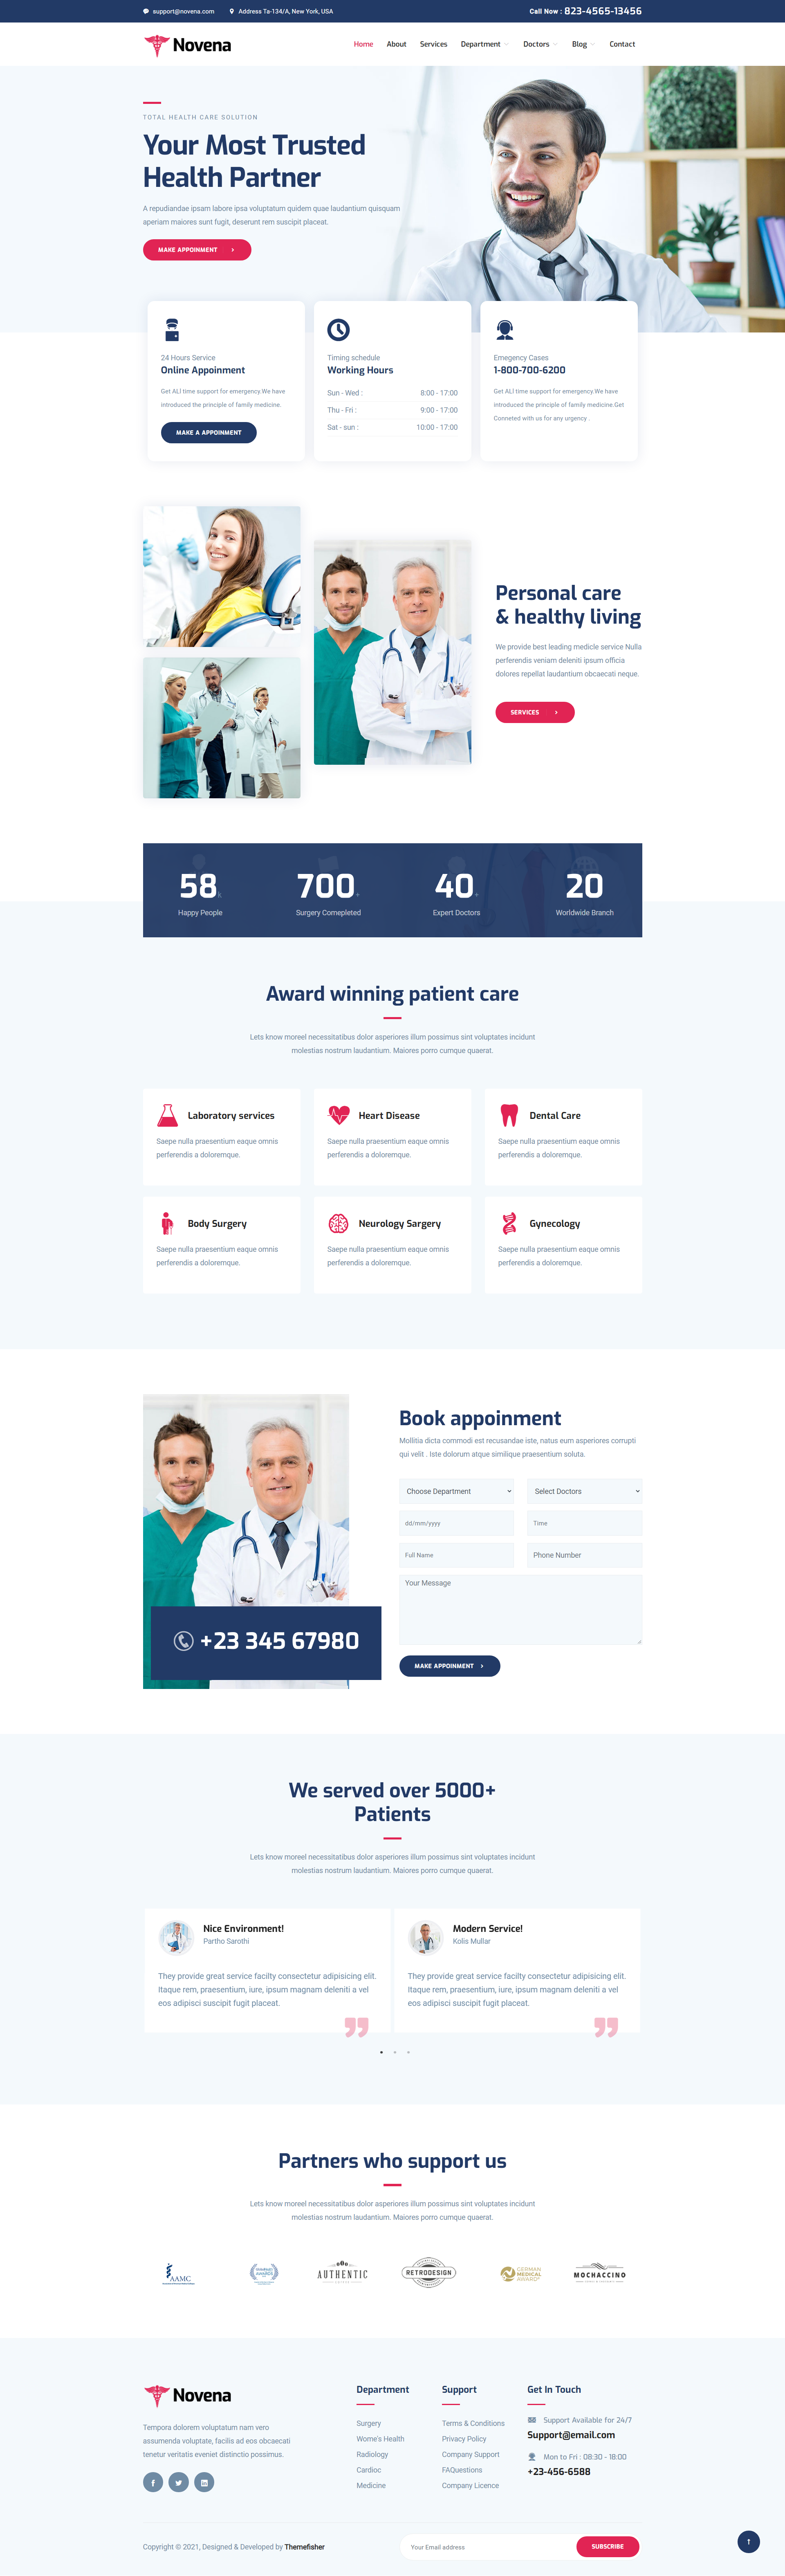 support@novena.com
Address Ta-134/A, New York, USA
Call Now : 823-4565-13456
Novena
Home
About
Services
Department
Doctors
Blog
Contact
TOTAL HEALTH CARE SOLUTION
Your Most Trusted
Health Partner
A repudiandae ipsam labore ipsa voluptatum quidem quae laudantium quisquam
aperiam maiores sunt fugit, deserunt rem suscipit placeat.
MAKE APPOINMENT
24 Hours Service
Online Appoinment
Get ALl time support for emergency.We have
introduced the principle of family medicine.
MAKE A APPOINMENT
Timing schedule
Working Hours
Sun - Wed : 8:00 - 17:00
Thu - Fri : 9:00 - 17:00
Sat - sun : 10:00 - 17:00
Emegency Cases
1-800-700-6200
Get ALl time support for emergency.We have
introduced the principle of family medicine.Get
Conneted with us for any urgency .
Personal care
& healthy living
We provide best leading medicle service Nulla
perferendis veniam deleniti ipsum officia
dolores repellat laudantium obcaecati neque.
SERVICES
58k
Happy People
700+
Surgery Comepleted
40+
Expert Doctors
20
Worldwide Branch
Award winning patient care
Lets know moreel necessitatibus dolor asperiores illum possimus sint voluptates incidunt
molestias nostrum laudantium. Maiores porro cumque quaerat.
Laboratory services
Saepe nulla praesentium eaque omnis
perferendis a doloremque.
Heart Disease
Saepe nulla praesentium eaque omnis
perferendis a doloremque.
Dental Care
Saepe nulla praesentium eaque omnis
perferendis a doloremque.
Body Surgery
Saepe nulla praesentium eaque omnis
perferendis a doloremque.
Neurology Sargery
Saepe nulla praesentium eaque omnis
perferendis a doloremque.
Gynecology
Saepe nulla praesentium eaque omnis
perferendis a doloremque.
+23 345 67980
Book appoinment
Mollitia dicta commodi est recusandae iste, natus eum asperiores corrupti
qui velit . Iste dolorum atque similique praesentium soluta.
Choose Department
Select Doctors
dd/mm/yyyy
Time
Full Name
Phone Number
Your Message
MAKE APPOINMENT
We served over 5000+
Patients
Lets know moreel necessitatibus dolor asperiores illum possimus sint voluptates incidunt
molestias nostrum laudantium. Maiores porro cumque quaerat.
Nice Environment!
Partho Sarothi
They provide great service facilty consectetur adipisicing elit.
Itaque rem, praesentium, iure, ipsum magnam deleniti a vel
eos adipisci suscipit fugit placeat.
Modern Service!
Kolis Mullar
They provide great service facilty consectetur adipisicing elit.
Itaque rem, praesentium, iure, ipsum magnam deleniti a vel
eos adipisci suscipit fugit placeat.
Partners who support us
Lets know moreel necessitatibus dolor asperiores illum possimus sint voluptates incidunt
molestias nostrum laudantium. Maiores porro cumque quaerat.
AAMC
AUTHENTIC
RETRODESIGN
GERMAN
MEDICAL
AWARD
MOCHACCINO
Novena
Tempora dolorem voluptatum nam vero
assumenda voluptate, facilis ad eos obcaecati
tenetur veritatis eveniet distinctio possimus.
Department
Surgery
Wome's Health
Radiology
Cardioc
Medicine
Support
Terms & Conditions
Privacy Policy
Company Support
FAQuestions
Company Licence
Get In Touch
Support Available for 24/7
Support@email.com
Mon to Fri : 08:30 - 18:00
+23-456-6588
Copyright © 2021, Designed & Developed by Themefisher
Your Email address
SUBSCRIBE